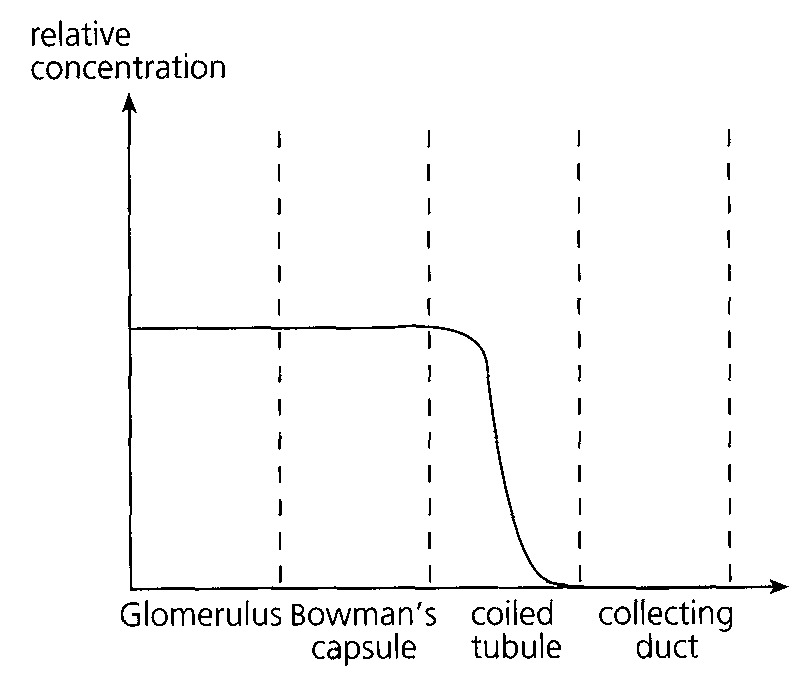 relative
concentration
Glomerulus Bowman's coiled collecting
capsule tubule duct